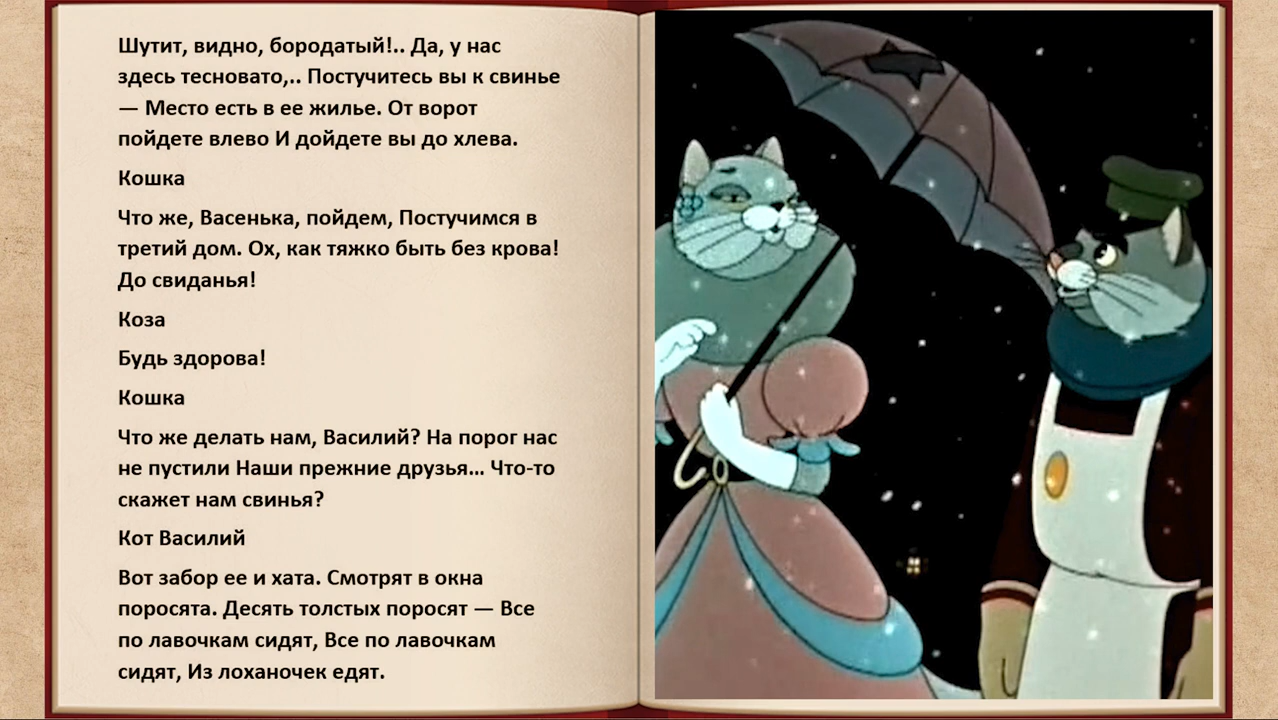 Шутит, видно, бородатый!.. Да, у нас
здесь тесновато,.. Постучитесь вы к свинье
— Место есть в ее жилье. От ворот
пойдете влево И дойдете вы до хлева.
Кошка
Что же, Васенька, пойдем, Постучимся в
третий дом. Ох, как тяжко быть без крова!
До свиданья!
Коза
Будь здорова!
Кошка
Что же делать нам, Василий? На порог нас
не пустили Наши прежние друзья... Что-то
скажет нам свинья?
Кот Василий
Вот забор ее и хата. Смотрят в окна
поросята. Десять толстых поросят — Все
по лавочкам сидят, Все по лавочкам
сидят, Из лоханочек едят.